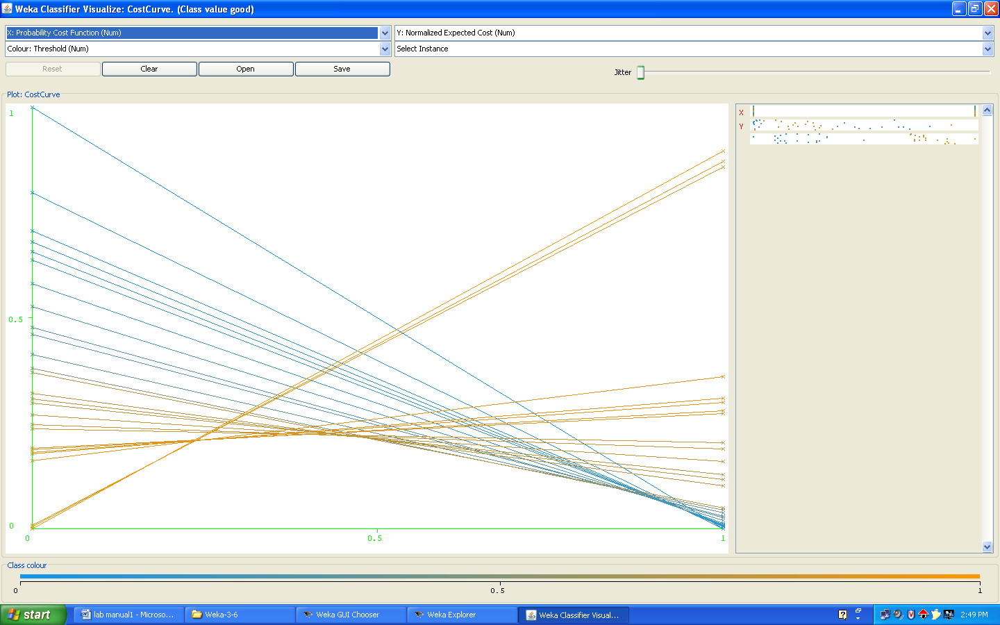 Weka Classifier Visualize: CostCurve. (Class value good)
X: Probability Cost Function (Num)
Y: Normalized Expected Cost (Num)
Colour: Threshold (Num)
Select Instance
Reset
Clear
Open
Save
Jitter
Plot: CostCurve
1
0.5
0
0
0.5
1
X
Y
Class colour
0
0.5
1
start
lab manual1 - Microso...
Weka-3-6
Weka GUI Chooser
Weka Explorer
Weka Classifier Visual...
2:49 PM